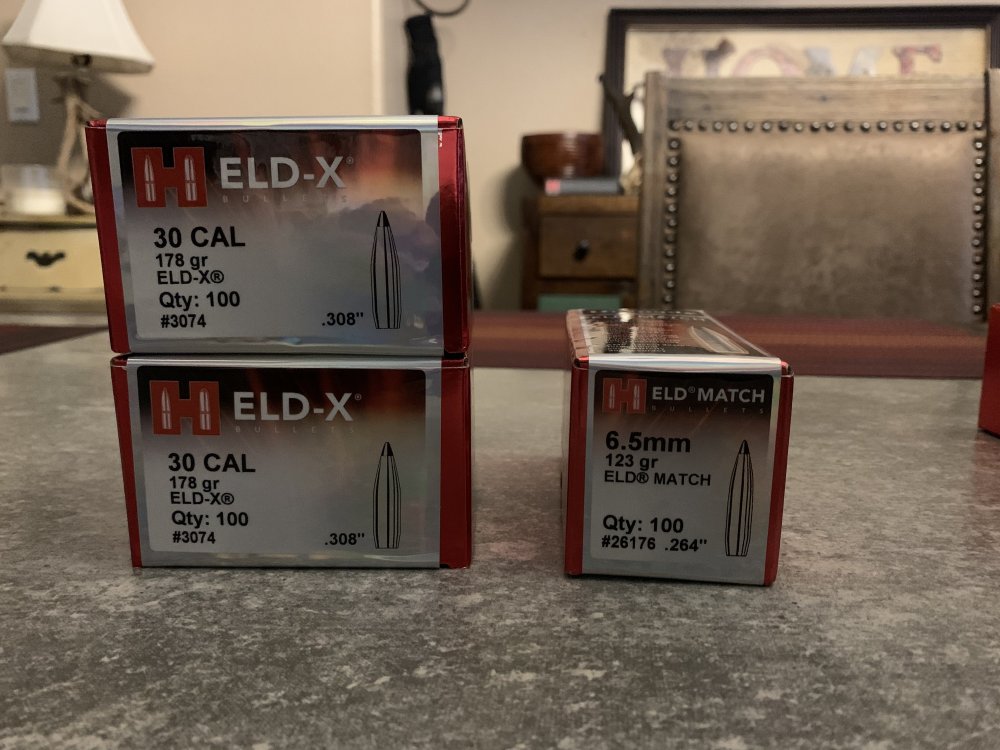 H ELD-X®
BULLETS
30 CAL
178 gr
ELD-X®
Qty: 100
#3074 .308"
H ELD-X®
BULLETS
30 CAL
178 gr
ELD-X®
Qty: 100
#3074 .308"
H ELD® MATCH
BULLETS
6.5mm
123 gr
ELD® MATCH
Qty: 100
#26176 .264"